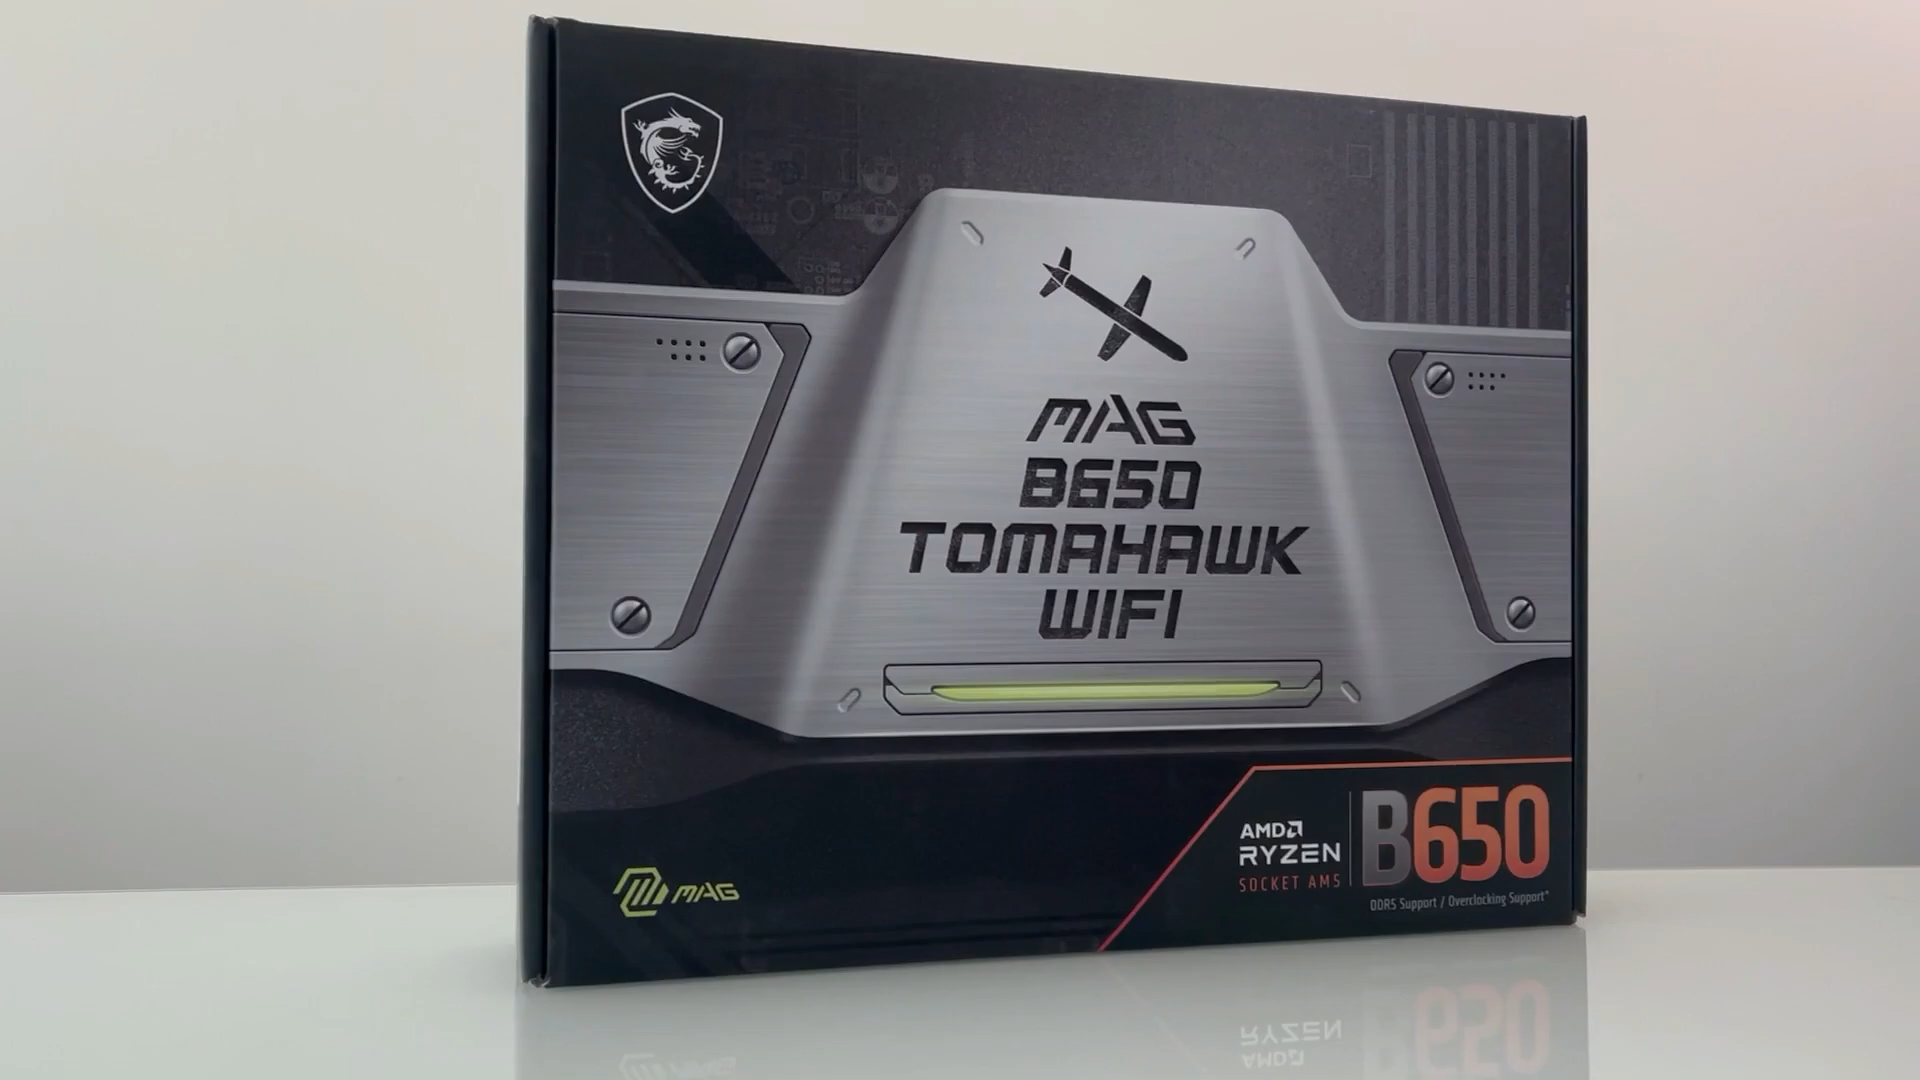 MAG
B650
TOMAHAWK
WIFI
MAG
AMD
RYZEN
SOCKET AM5
B650
DDR5 Support / Overclocking Support*